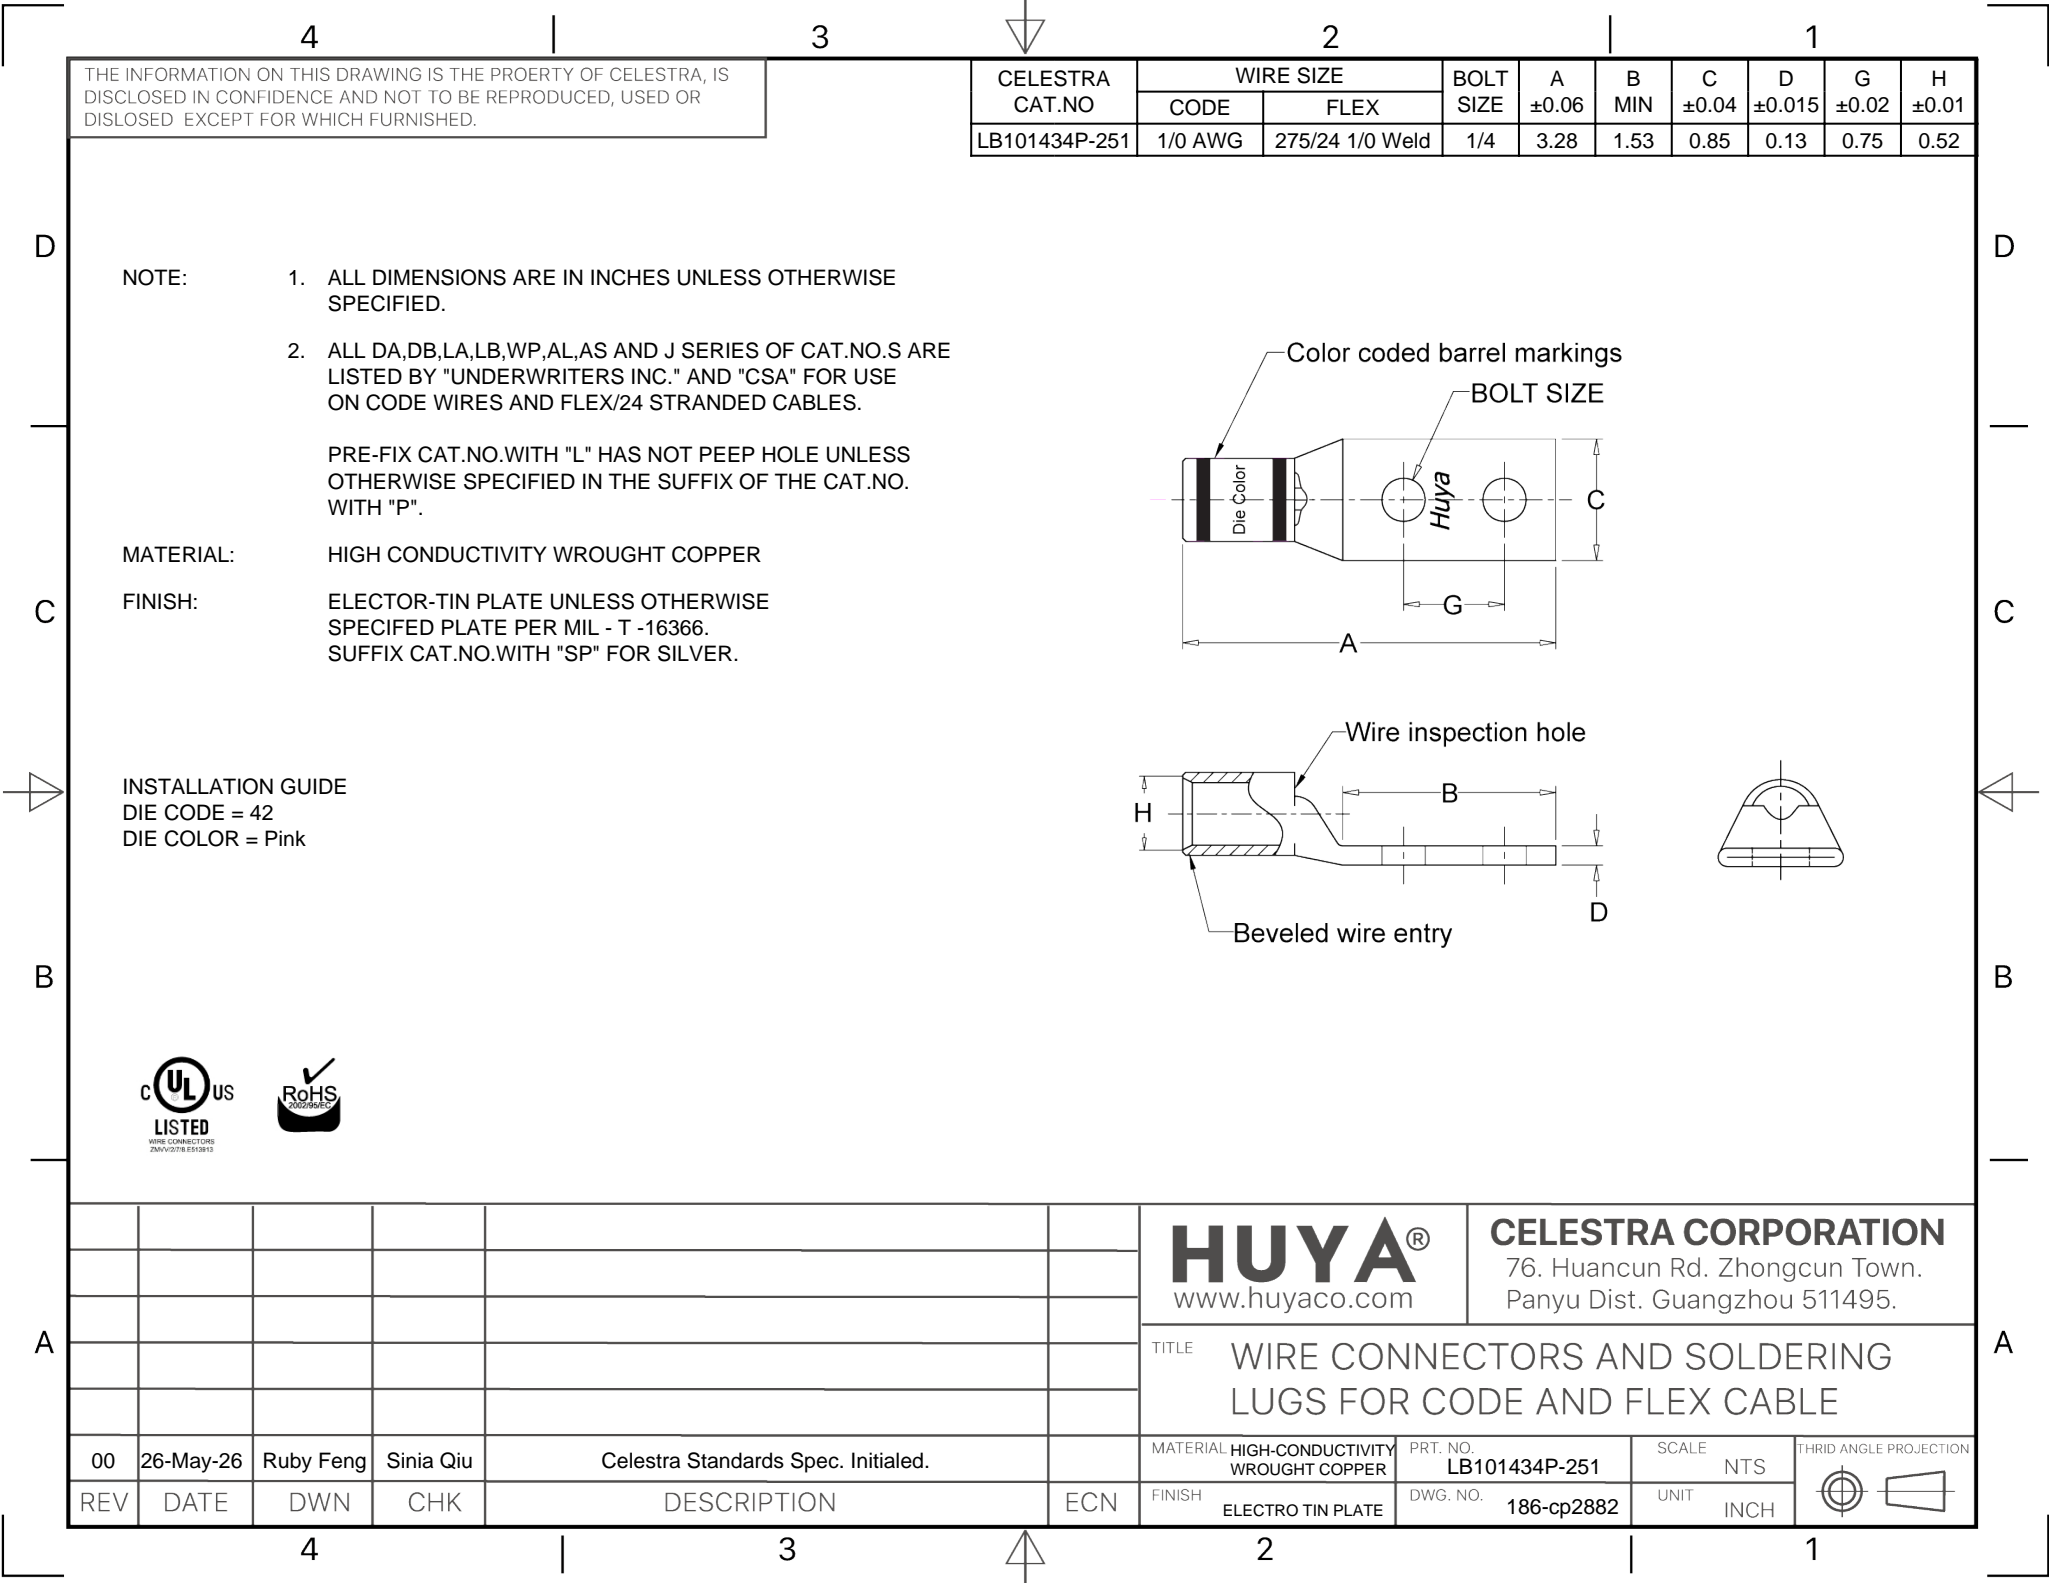 4 3 2 1
THE INFORMATION ON THIS DRAWING IS THE PROERTY OF CELESTRA, IS
DISCLOSED IN CONFIDENCE AND NOT TO BE REPRODUCED, USED OR
DISLOSED EXCEPT FOR WHICH FURNISHED.
CELESTRA CAT.NO WIRE SIZE BOLT SIZE A ±0.06 B MIN C ±0.04 D ±0.015 G ±0.02 H ±0.01
CODE FLEX
LB101434P-251 1/0 AWG 275/24 1/0 Weld 1/4 3.28 1.53 0.85 0.13 0.75 0.52
D D
NOTE: 1. ALL DIMENSIONS ARE IN INCHES UNLESS OTHERWISE
SPECIFIED.
2. ALL DA,DB,LA,LB,WP,AL,AS AND J SERIES OF CAT.NO.S ARE
LISTED BY "UNDERWRITERS INC." AND "CSA" FOR USE
ON CODE WIRES AND FLEX/24 STRANDED CABLES.
PRE-FIX CAT.NO.WITH "L" HAS NOT PEEP HOLE UNLESS
OTHERWISE SPECIFIED IN THE SUFFIX OF THE CAT.NO.
WITH "P".
MATERIAL: HIGH CONDUCTIVITY WROUGHT COPPER
FINISH: ELECTOR-TIN PLATE UNLESS OTHERWISE
SPECIFED PLATE PER MIL - T -16366.
SUFFIX CAT.NO.WITH "SP" FOR SILVER.
Color coded barrel markings
BOLT SIZE
Die Color
Huya
C
G
A
C C
INSTALLATION GUIDE
DIE CODE = 42
DIE COLOR = Pink
Wire inspection hole
H
B
D
Beveled wire entry
B B
C UL US
LISTED
WIRE CONNECTORS
RoHS
2002/95/EC
HUYA®
www.huyaco.com
CELESTRA CORPORATION
76. Huancun Rd. Zhongcun Town.
Panyu Dist. Guangzhou 511495.
A A
TITLE WIRE CONNECTORS AND SOLDERING
LUGS FOR CODE AND FLEX CABLE
00 26-May-26 Ruby Feng Sinia Qiu Celestra Standards Spec. Initialed.
REV DATE DWN CHK DESCRIPTION ECN
MATERIAL HIGH-CONDUCTIVITY
WROUGHT COPPER
PRT. NO.
LB101434P-251
SCALE
NTS
THRID ANGLE PROJECTION
FINISH
ELECTRO TIN PLATE
DWG. NO.
186-cp2882
UNIT
INCH
4 3 2 1